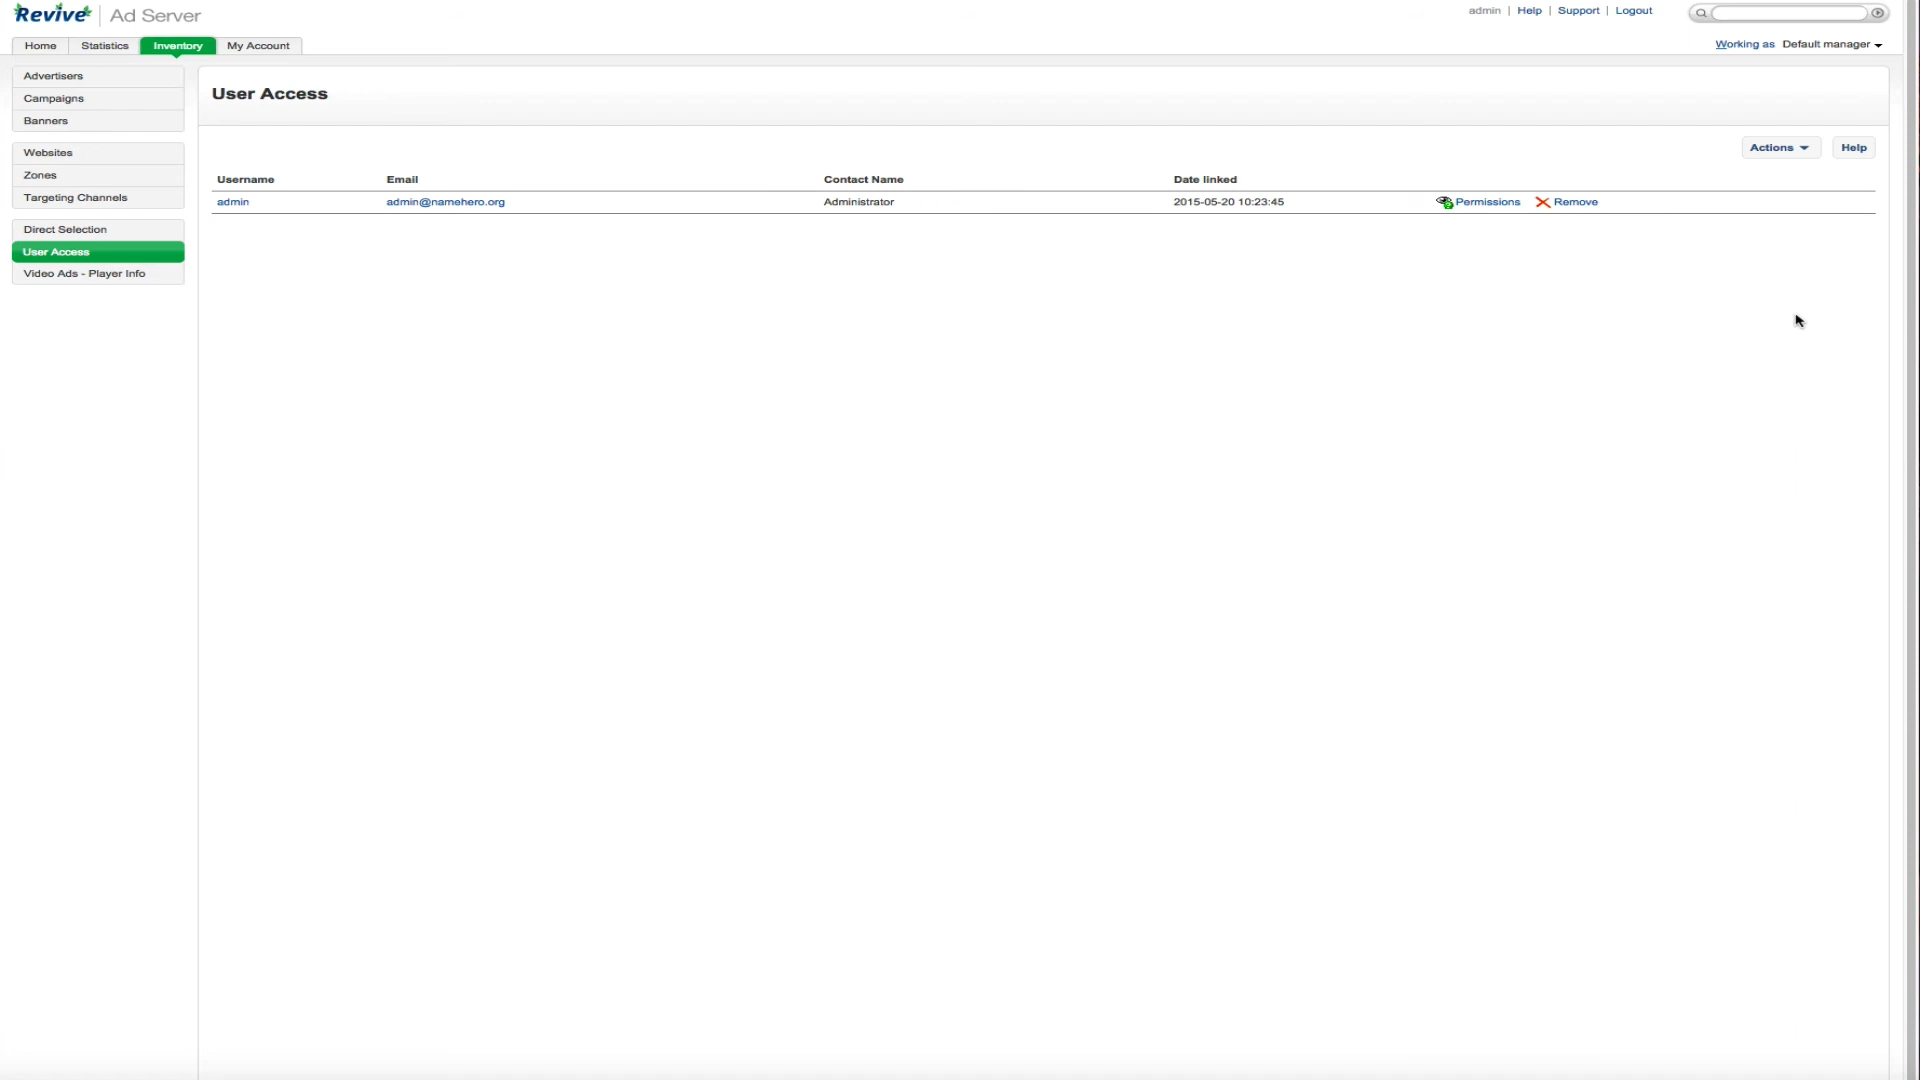 Revive Ad Server
admin | Help | Support | Logout
Home Statistics Inventory My Account
Working as Default manager
Advertisers
Campaigns
Banners
Websites
Zones
Targeting Channels
Direct Selection
User Access
Video Ads - Player Info
User Access
Actions Help
Username Email Contact Name Date linked
admin admin@namehero.org Administrator 2015-05-20 10:23:45 Permissions Remove